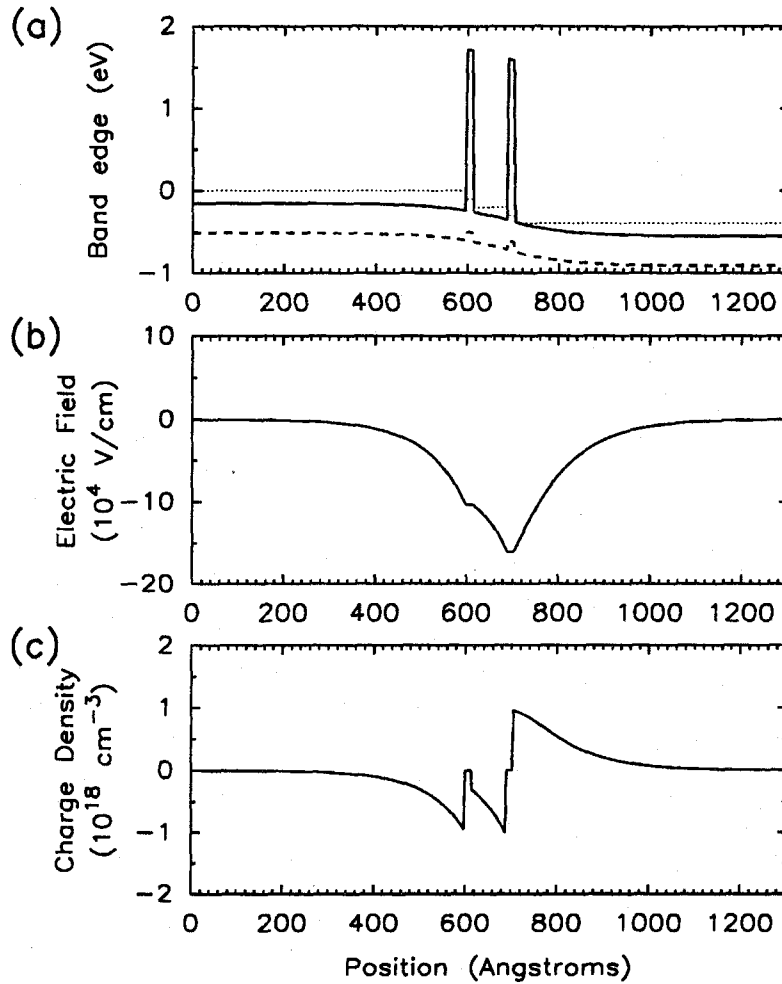 (a)
Band edge (eV)
2
1
0
−1
0 200 400 600 800 1000 1200
(b)
Electric Field
(10⁴ V/cm)
10
0
−10
−20
0 200 400 600 800 1000 1200
(c)
Charge Density
(10¹⁸ cm⁻³)
2
1
0
−1
−2
0 200 400 600 800 1000 1200
Position (Angstroms)